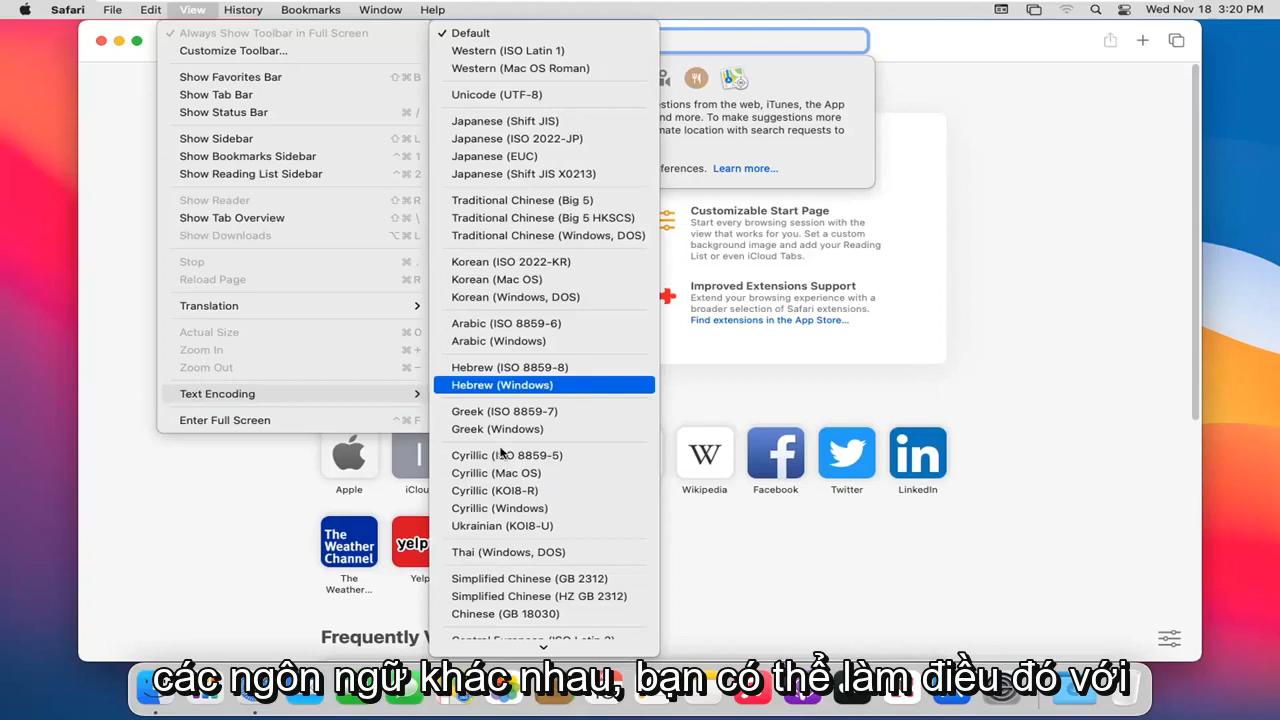 Safari File Edit View History Bookmarks Window Help Wed Nov 18 3:20 PM
Always Show Toolbar in Full Screen
Customize Toolbar...
Show Favorites Bar ⇧⌘B
Show Tab Bar
Show Status Bar ⌘/
Show Sidebar ⇧⌘L
Show Bookmarks Sidebar ⌃⌘1
Show Reading List Sidebar ⌃⌘2
Show Reader ⇧⌘R
Show Tab Overview ⇧⌘\
Show Downloads ⌥⌘L
Stop ⌘.
Reload Page ⌘R
Translation
Actual Size ⌘0
Zoom In ⌘+
Zoom Out ⌘−
Text Encoding
Enter Full Screen ⌃⌘F
Default
Western (ISO Latin 1)
Western (Mac OS Roman)
Unicode (UTF-8)
Japanese (Shift JIS)
Japanese (ISO 2022-JP)
Japanese (EUC)
Japanese (Shift JIS X0213)
Traditional Chinese (Big 5)
Traditional Chinese (Big 5 HKSCS)
Traditional Chinese (Windows, DOS)
Korean (ISO 2022-KR)
Korean (Mac OS)
Korean (Windows, DOS)
Arabic (ISO 8859-6)
Arabic (Windows)
Hebrew (ISO 8859-8)
Hebrew (Windows)
Greek (ISO 8859-7)
Greek (Windows)
Cyrillic (ISO 8859-5)
Cyrillic (Mac OS)
Cyrillic (KOI8-R)
Cyrillic (Windows)
Ukrainian (KOI8-U)
Thai (Windows, DOS)
Simplified Chinese (GB 2312)
Simplified Chinese (HZ GB 2312)
Chinese (GB 18030)
Central European (ISO Latin 2)
stions from the web, iTunes, the App
nd more. To make suggestions more
mate location with search requests to
ferences. Learn more...
Customizable Start Page
Start every browsing session with the
view that works for you. Set a custom
background image and add your Reading
List or even iCloud Tabs.
Improved Extensions Support
Extend your browsing experience with a
broader selection of Safari extensions.
Find extensions in the App Store...
W f in
Apple iClou Wikipedia Facebook Twitter LinkedIn
The
Weather
Channel
yelp
The
Weather...
Yelp
Frequently V
các ngôn ngữ khác nhau, bạn có thể làm điều đó với